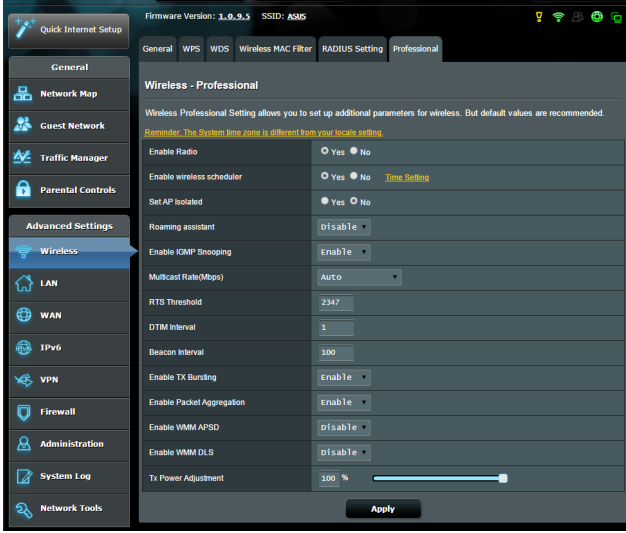 Quick Internet Setup
General
Network Map
Guest Network
Traffic Manager
Parental Controls
Advanced Settings
Wireless
LAN
WAN
IPv6
VPN
Firewall
Administration
System Log
Network Tools
Firmware Version: 1.0.9.5 SSID: ASUS
General WPS WDS Wireless MAC Filter RADIUS Setting Professional
Wireless - Professional
Wireless Professional Setting allows you to set up additional parameters for wireless. But default values are recommended.
Reminder: The System time zone is different from your locale setting.
Enable Radio Yes No
Enable wireless scheduler Yes No Time Setting
Set AP Isolated Yes No
Roaming assistant Disable
Enable IGMP Snooping Enable
Multicast Rate(Mbps) Auto
RTS Threshold 2347
DTIM Interval 1
Beacon Interval 100
Enable TX Bursting Enable
Enable Packet Aggregation Enable
Enable WMM APSD Disable
Enable WMM DLS Disable
Tx Power Adjustment 100 %
Apply